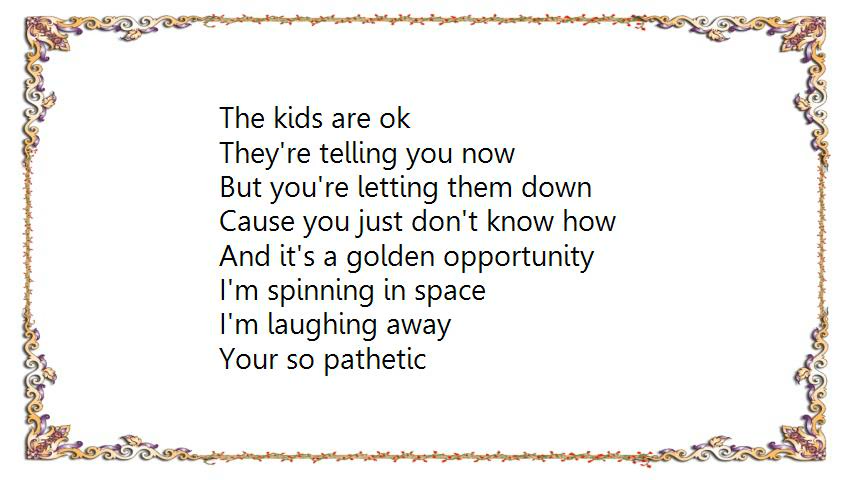 The kids are ok
They're telling you now
But you're letting them down
Cause you just don't know how
And it's a golden opportunity
I'm spinning in space
I'm laughing away
Your so pathetic